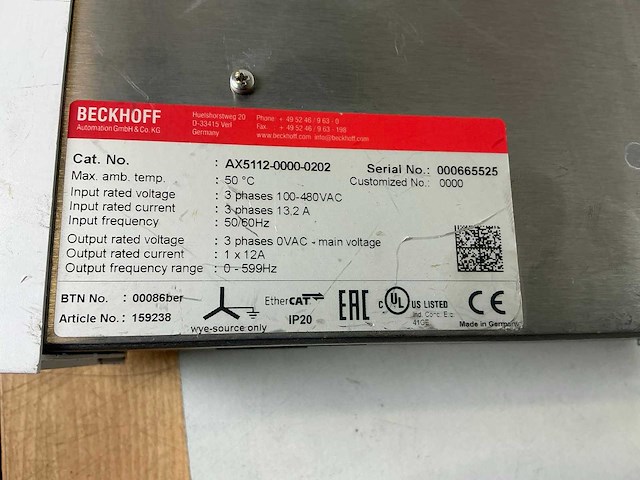 BECKHOFF
Automation GmbH & Co. KG
Huelshorstweg 20
D-33415 Verl
Germany
Phone + 49 52 46 / 9 63 - 0
Fax + 49 52 46 / 9 63 - 198
www.beckhoff.com info@beckhoff.com
Cat. No. : AX5112-0000-0202
Serial No.: 000665525
Max. amb. temp. : 50 °C
Customized No.: 0000
Input rated voltage : 3 phases 100-480VAC
Input rated current : 3 phases 13,2 A
Input frequency : 50/60Hz
Output rated voltage : 3 phases 0VAC - main voltage
Output rated current : 1 x 12A
Output frequency range : 0 - 599Hz
BTN No. : 00086ber
Article No.: 159238
wye-source only
EtherCAT
IP20
EAC
C UL US LISTED
Ind. Cont. Eq.
41GE
CE
Made in Germany